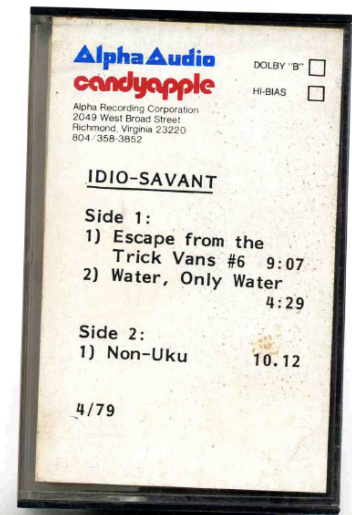 Alpha Audio
candyapple
Alpha Recording Corporation
2049 West Broad Street
Richmond, Virginia 23220
804/358-3852
DOLBY "B"
HI-BIAS
IDIO-SAVANT
Side 1:
1) Escape from the
Trick Vans #6 9:07
2) Water, Only Water
4:29
Side 2:
1) Non-Uku 10.12
4/79